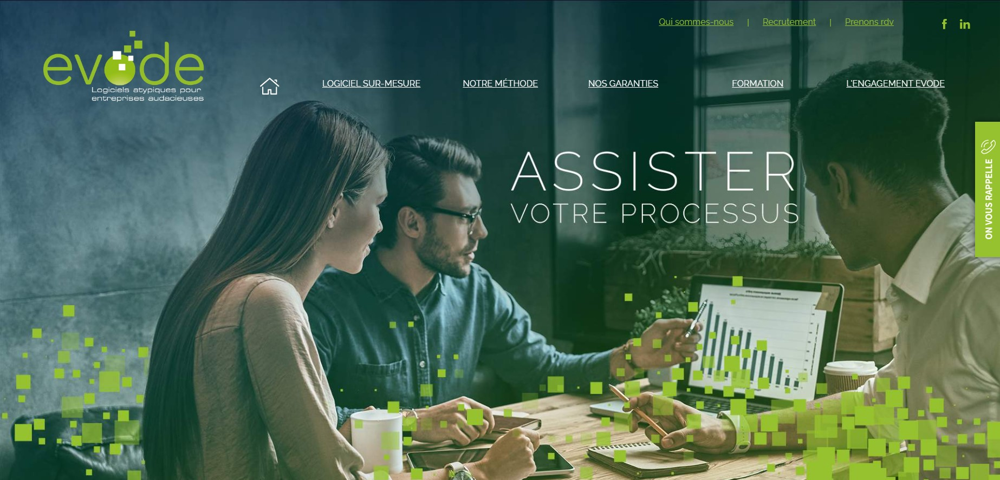 Qui sommes-nous | Recrutement | Prenons rdv
f in
evode
Logiciels atypiques pour
entreprises audacieuses
LOGICIEL SUR-MESURE NOTRE MÉTHODE NOS GARANTIES FORMATION L'ENGAGEMENT EVODE
ASSISTER
VOTRE PROCESSUS
ON VOUS RAPPELLE